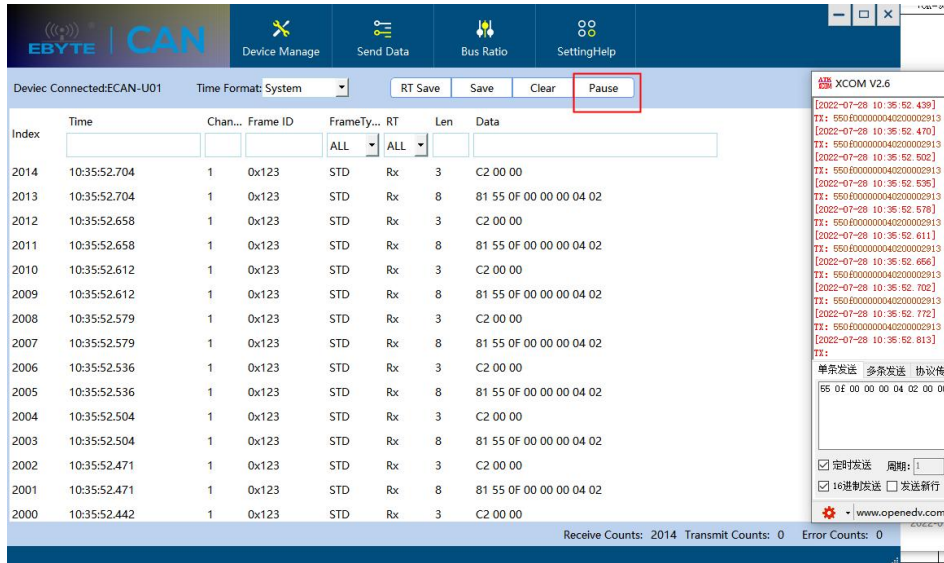 EBYTE | CAN
Device Manage Send Data Bus Ratio SettingHelp
Deviec Connected:ECAN-U01 Time Format: System RT Save Save Clear Pause
Index Time Chan... Frame ID FrameTy... RT Len Data
ALL ALL
2014 10:35:52.704 1 0x123 STD Rx 3 C2 00 00
2013 10:35:52.704 1 0x123 STD Rx 8 81 55 0F 00 00 00 04 02
2012 10:35:52.658 1 0x123 STD Rx 3 C2 00 00
2011 10:35:52.658 1 0x123 STD Rx 8 81 55 0F 00 00 00 04 02
2010 10:35:52.612 1 0x123 STD Rx 3 C2 00 00
2009 10:35:52.612 1 0x123 STD Rx 8 81 55 0F 00 00 00 04 02
2008 10:35:52.579 1 0x123 STD Rx 3 C2 00 00
2007 10:35:52.579 1 0x123 STD Rx 8 81 55 0F 00 00 00 04 02
2006 10:35:52.536 1 0x123 STD Rx 3 C2 00 00
2005 10:35:52.536 1 0x123 STD Rx 8 81 55 0F 00 00 00 04 02
2004 10:35:52.504 1 0x123 STD Rx 3 C2 00 00
2003 10:35:52.504 1 0x123 STD Rx 8 81 55 0F 00 00 00 04 02
2002 10:35:52.471 1 0x123 STD Rx 3 C2 00 00
2001 10:35:52.471 1 0x123 STD Rx 8 81 55 0F 00 00 00 04 02
2000 10:35:52.442 1 0x123 STD Rx 3 C2 00 00
Receive Counts: 2014 Transmit Counts: 0 Error Counts: 0
XCOM V2.6
[2022-07-28 10:35:52.439]
TX: 550f000000040200002913
[2022-07-28 10:35:52.470]
TX: 550f000000040200002913
[2022-07-28 10:35:52.502]
TX: 550f000000040200002913
[2022-07-28 10:35:52.535]
TX: 550f000000040200002913
[2022-07-28 10:35:52.578]
TX: 550f000000040200002913
[2022-07-28 10:35:52.611]
TX: 550f000000040200002913
[2022-07-28 10:35:52.656]
TX: 550f000000040200002913
[2022-07-28 10:35:52.702]
TX: 550f000000040200002913
[2022-07-28 10:35:52.772]
TX: 550f000000040200002913
[2022-07-28 10:35:52.813]
TX:
单条发送 多条发送 协议传
55 0f 00 00 00 04 02 00 00
定时发送 周期: 1
16进制发送 发送新行
www.openedv.com